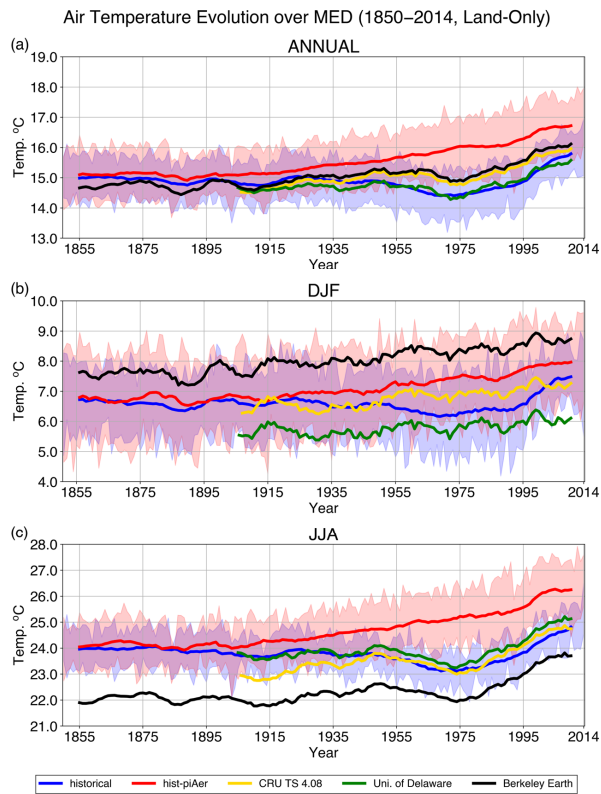 Air Temperature Evolution over MED (1850−2014, Land-Only)
(a)
ANNUAL
19.0
18.0
17.0
16.0
15.0
14.0
13.0
Temp. ºC
1855 1875 1895 1915 1935 1955 1975 1995 2014
Year
(b)
DJF
10.0
9.0
8.0
7.0
6.0
5.0
4.0
Temp. ºC
1855 1875 1895 1915 1935 1955 1975 1995 2014
Year
(c)
JJA
28.0
27.0
26.0
25.0
24.0
23.0
22.0
21.0
Temp. ºC
1855 1875 1895 1915 1935 1955 1975 1995 2014
Year
historical hist-piAer CRU TS 4.08 Uni. of Delaware Berkeley Earth